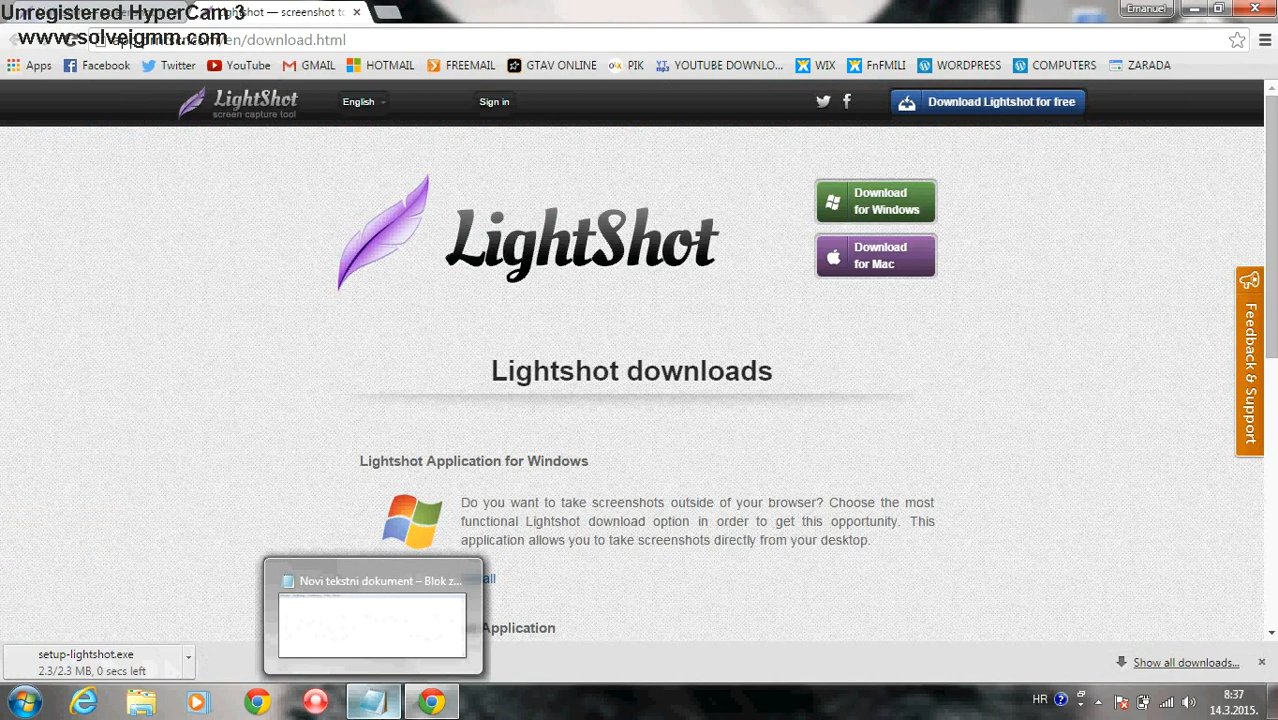 Unregistered HyperCam 3
www.solveigmm.com
— screenshot to
Emanuel
en/download.html
Apps
Facebook
Twitter
YouTube
GMAIL
HOTMAIL
FREEMAIL
GTAV ONLINE
PIK
YOUTUBE DOWNLO...
WIX
FnFMILI
WORDPRESS
COMPUTERS
ZARADA
LightShot
screen capture tool
English
Sign in
Download Lightshot for free
LightShot
Download
for Windows
Download
for Mac
Feedback & Support
Lightshot downloads
Lightshot Application for Windows
Do you want to take screenshots outside of your browser? Choose the most
functional Lightshot download option in order to get this opportunity. This
application allows you to take screenshots directly from your desktop.
Novi tekstni dokument – Blok z...
Application
setup-lightshot.exe
2.3/2.3 MB, 0 secs left
Show all downloads...
HR
8:37
14.3.2015.